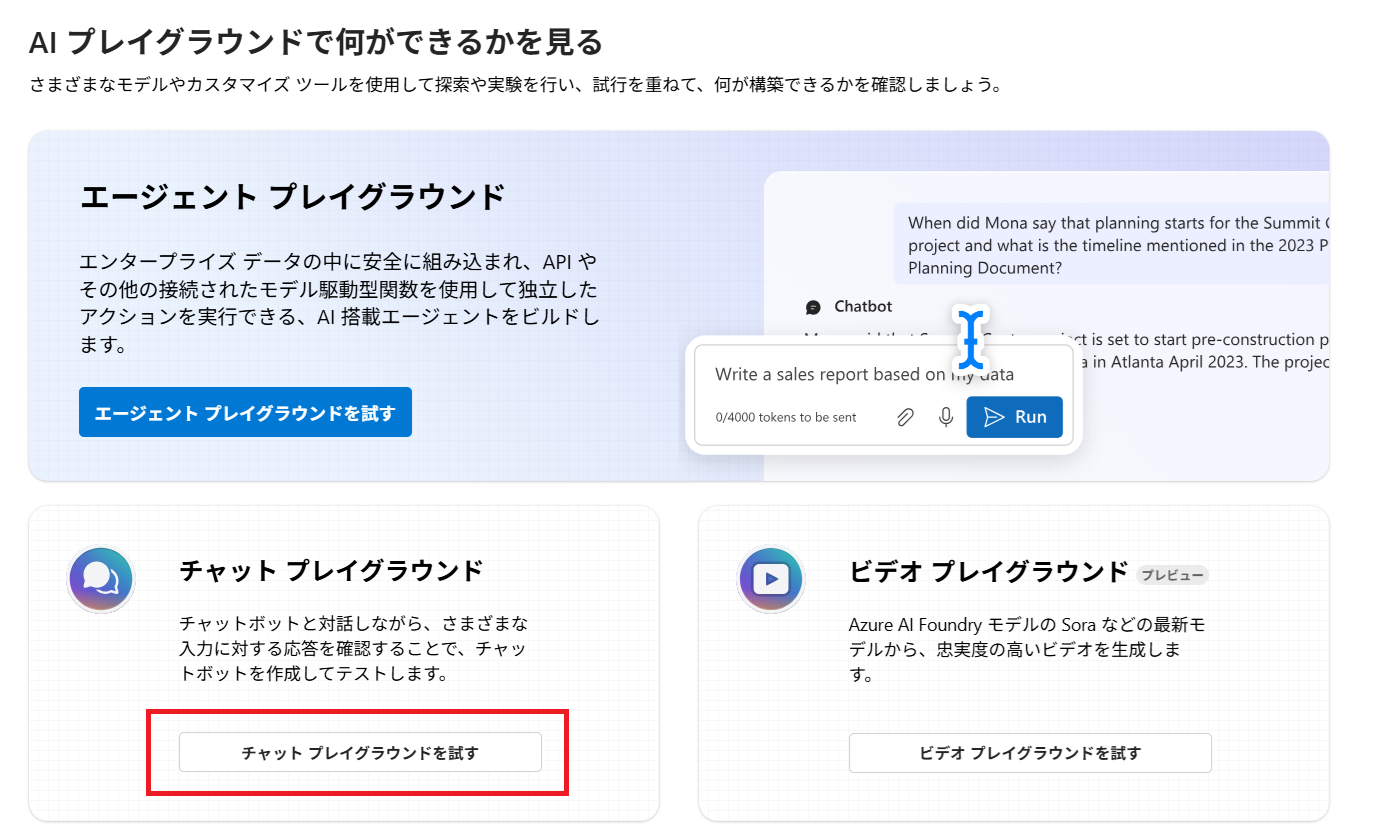 AI プレイグラウンドで何ができるかを見る
さまざまなモデルやカスタマイズ ツールを使用して探索や実験を行い、試行を重ねて、何が構築できるかを確認しましょう。
エージェント プレイグラウンド
エンタープライズ データの中に安全に組み込まれ、API や
その他の接続されたモデル駆動型関数を使用して独立した
アクションを実行できる、AI 搭載エージェントをビルドし
ます。
エージェント プレイグラウンドを試す
When did Mona say that planning starts for the Summit
project and what is the timeline mentioned in the 2023
Planning Document?
Chatbot
is set to start pre-construction
in Atlanta April 2023. The
Write a sales report based on my data
0/4000 tokens to be sent
Run
チャット プレイグラウンド
チャットボットと対話しながら、さまざまな
入力に対する応答を確認することで、チャッ
トボットを作成してテストします。
チャット プレイグラウンドを試す
ビデオ プレイグラウンド プレビュー
Azure AI Foundry モデルの Sora などの最新モ
デルから、忠実度の高いビデオを生成しま
す。
ビデオ プレイグラウンドを試す